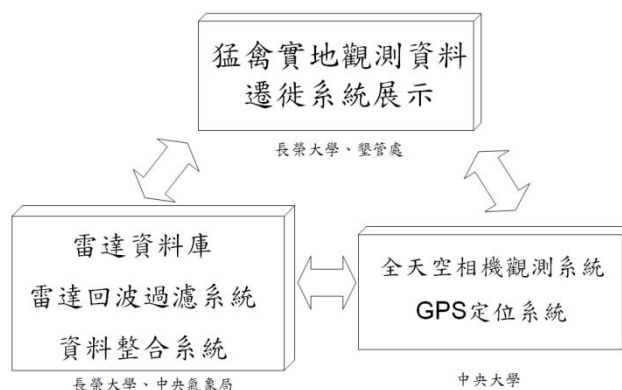 猛禽實地觀測資料
遷徙系統展示
長榮大學、墾管處
雷達資料庫
雷達回波過濾系統
資料整合系統
長榮大學、中央氣象局
全天空相機觀測系統
GPS定位系統
中央大學